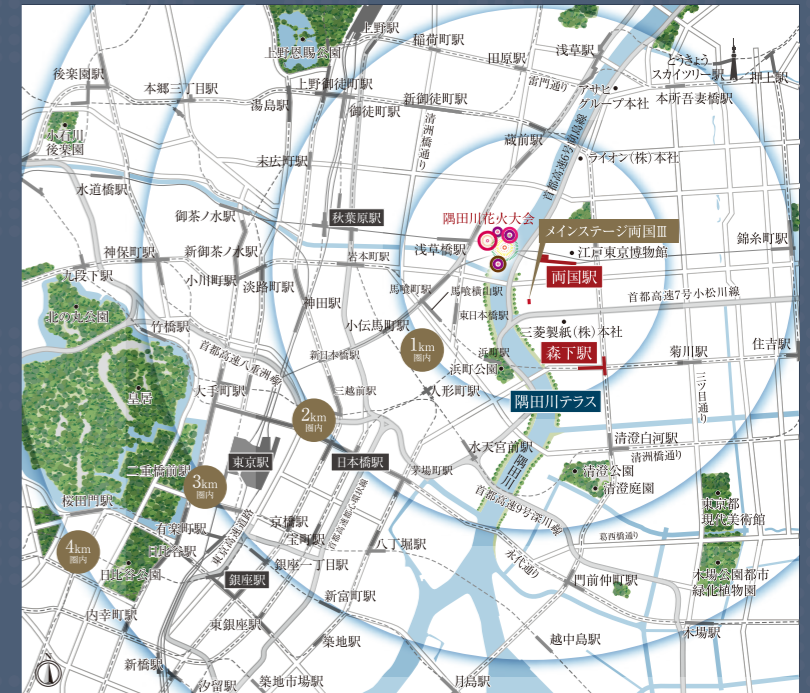 上野駅
稲荷町駅
浅草駅
田原駅
上野恩賜公園
とうきょう
スカイツリー駅
押上駅
後楽園駅
本郷三丁目駅
上野御徒町駅
雷門通り
アサヒ
グループ本社
本所吾妻橋駅
湯島駅
御徒町駅
新御徒町駅
清洲橋通り
蔵前駅
首都高速6号向島線
小石川
後楽園
末広町駅
ライオン(株)本社
水道橋駅
御茶ノ水駅
秋葉原駅
隅田川花火大会
メインステージ両国Ⅲ
神保町駅
新御茶ノ水駅
岩本町駅
浅草橋駅
江戸東京博物館
錦糸町駅
九段下駅
小川町駅
淡路町駅
両国駅
馬喰町駅
馬喰横山駅
首都高速7号小松川線
北の丸公園
神田駅
小伝馬町駅
東日本橋駅
竹橋駅
三菱製紙(株)本社
首都高速八重洲線
新日本橋駅
1km
圏内
浜町駅
森下駅
菊川駅
住吉駅
浜町公園
皇居
大手町駅
三越前駅
人形町駅
隅田川テラス
三ツ目通り
2km
圏内
水天宮前駅
清澄白河駅
清洲橋通り
二重橋前駅
東京駅
日本橋駅
茅場町駅
隅田川
清澄公園
清澄庭園
3km
圏内
桜田門駅
首都高速9号深川線
東京都
現代美術館
有楽町駅
東京高速道路
京橋駅
宝町駅
首都高速都心環状線
葛西橋通り
4km
圏内
日比谷駅
八丁堀駅
永代通り
日比谷公園
銀座一丁目駅
銀座駅
門前仲町駅
木場公園都市
緑化植物園
内幸町駅
新富町駅
東銀座駅
越中島駅
木場駅
築地駅
新橋駅
汐留駅
築地市場駅
月島駅